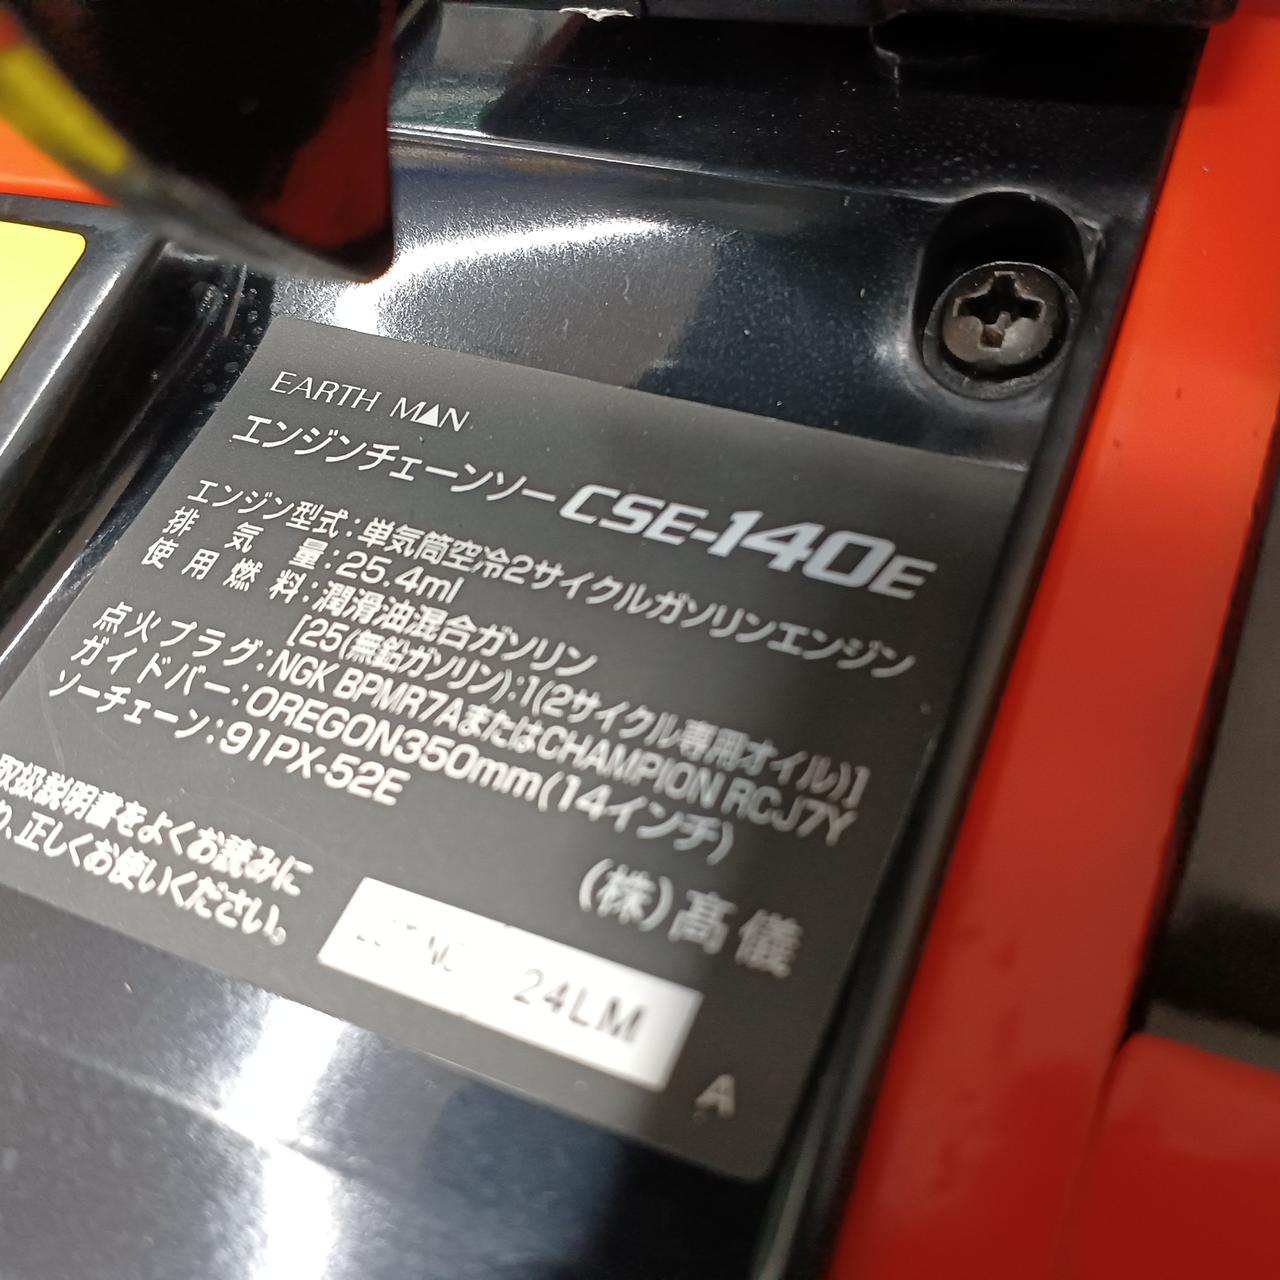 EARTH MAN
エンジンチェーンソー CSE-140E
エンジン型式:単気筒空冷2サイクルガソリンエンジン
排気量:25.4ml
使用燃料:潤滑油混合ガソリン
[25(無鉛ガソリン):1(2サイクル専用オイル)]
点火プラグ:NGK BPMR7AまたはCHAMPION RCJ7Y
ガイドバー:OREGON350mm(14インチ)
ソーチェーン:91PX-52E
取扱説明書をよくお読みに
り、正しくお使いください。
(株)髙儀
24LM
A